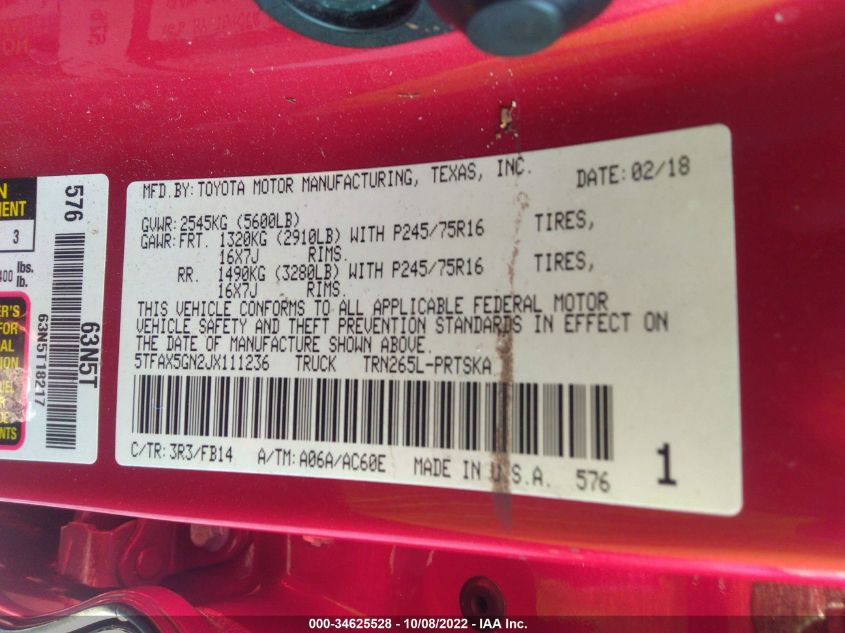 MFD.BY: TOYOTA MOTOR MANUFACTURING, TEXAS, INC. DATE: 02/18
GVWR: 2545KG (5600LB)
GAWR: FRT. 1320KG (2910LB) WITH P245/75R16 TIRES,
16X7J RIMS.
RR. 1490KG (3280LB) WITH P245/75R16 TIRES,
16X7J RIMS.
THIS VEHICLE CONFORMS TO ALL APPLICABLE FEDERAL MOTOR
VEHICLE SAFETY AND THEFT PREVENTION STANDARDS IN EFFECT ON
THE DATE OF MANUFACTURE SHOWN ABOVE.
5TFAX5GN2JX111236 TRUCK TRN265L-PRTSKA
C/TR: 3R3/FB14 A/TM: A06A/AC60E MADE IN U.S.A. 576 1
576
63N5T
63N5T18217
3
lbs.
lb.
000-34625528 - 10/08/2022 - IAA Inc.